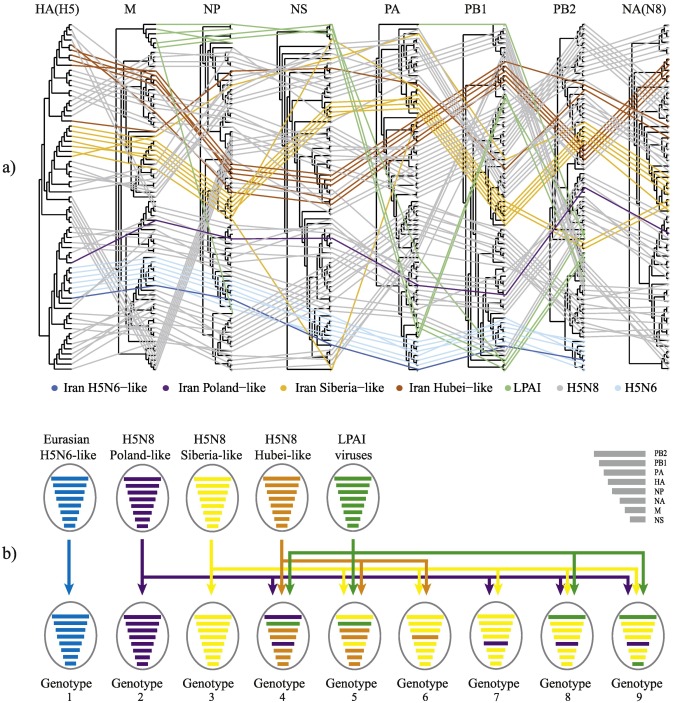 HA(H5) M NP NS PA PB1 PB2 NA(N8)
a)
Iran H5N6−like Iran Poland−like Iran Siberia−like Iran Hubei−like LPAI H5N8 H5N6
Eurasian H5N8 H5N8 H5N8 LPAI
H5N6-like Poland-like Siberia-like Hubei-like viruses
PB2
PB1
PA
HA
NP
NA
M
NS
b)
Genotype Genotype Genotype Genotype Genotype Genotype Genotype Genotype Genotype
1 2 3 4 5 6 7 8 9